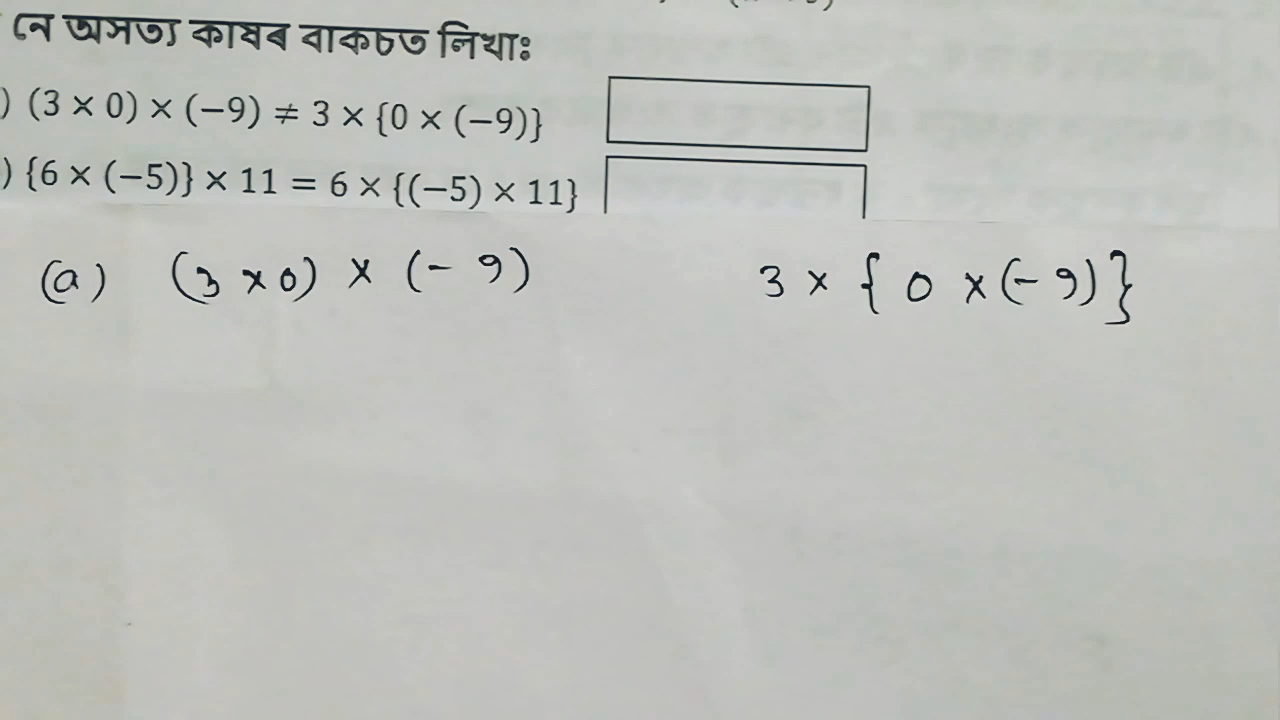 নে অসত্য কাষৰ বাকচত লিখাঃ
) (3 × 0) × (−9) ≠ 3 × {0 × (−9)}
) {6 × (−5)} × 11 = 6 × {(−5) × 11}
(a) (3 × 0) × (- 9) 3 × { 0 × (- 9)}